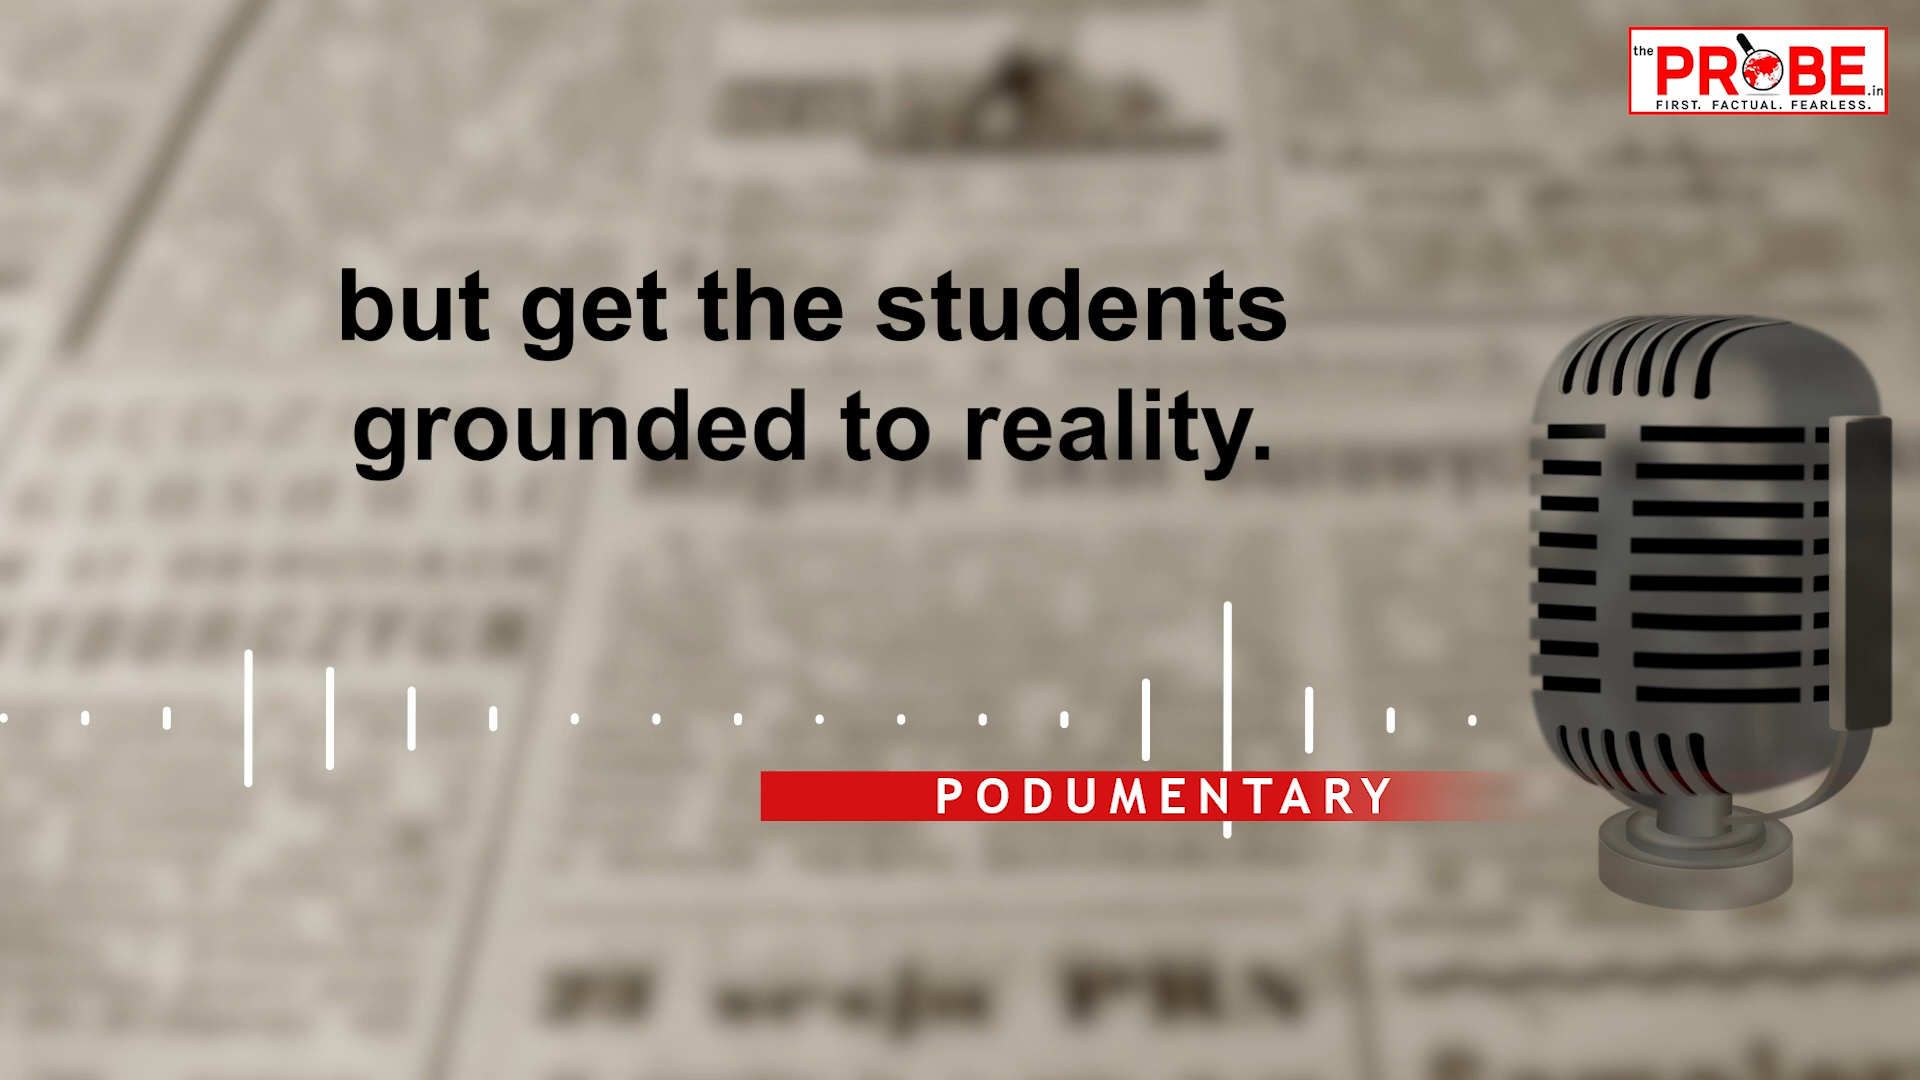 the PROBE.in
FIRST. FACTUAL. FEARLESS.
but get the students
grounded to reality.
PODUMENTARY